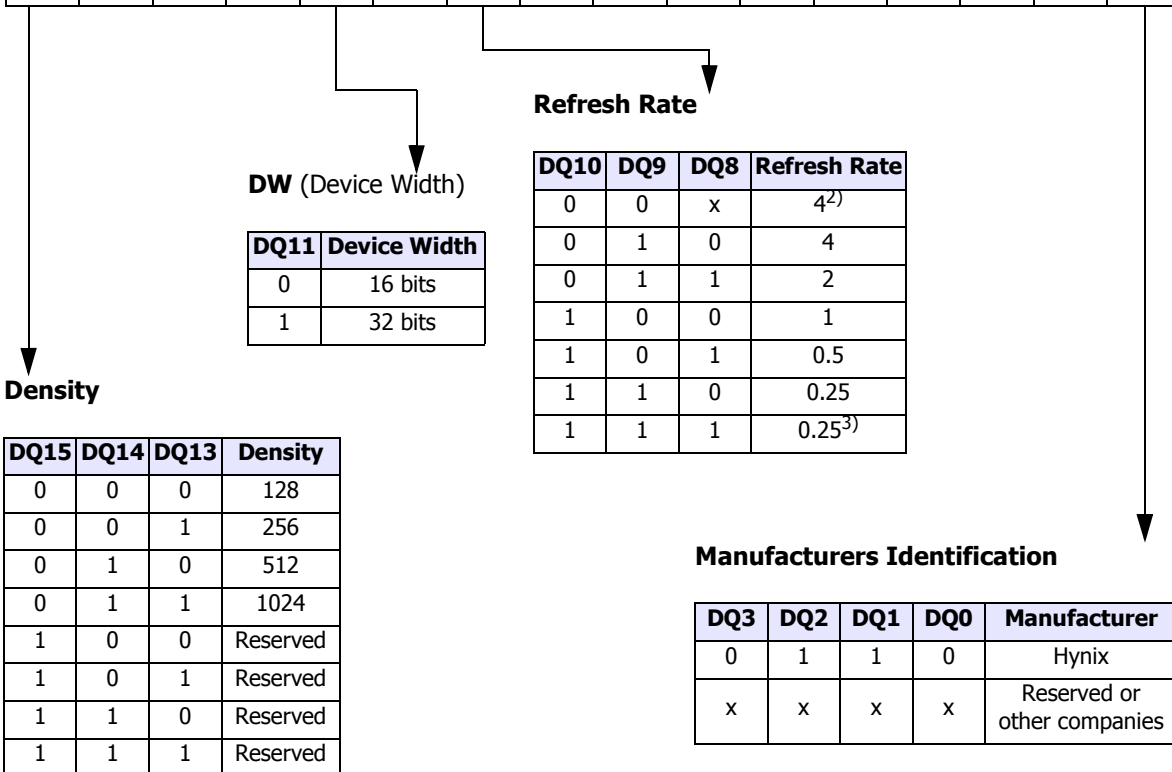 Refresh Rate
DQ10 DQ9 DQ8 Refresh Rate
0 0 x 4²⁾
0 1 0 4
0 1 1 2
1 0 0 1
1 0 1 0.5
1 1 0 0.25
1 1 1 0.25³⁾
DW (Device Width)
DQ11 Device Width
0 16 bits
1 32 bits
Density
DQ15 DQ14 DQ13 Density
0 0 0 128
0 0 1 256
0 1 0 512
0 1 1 1024
1 0 0 Reserved
1 0 1 Reserved
1 1 0 Reserved
1 1 1 Reserved
Manufacturers Identification
DQ3 DQ2 DQ1 DQ0 Manufacturer
0 1 1 0 Hynix
x x x x Reserved or
other companies